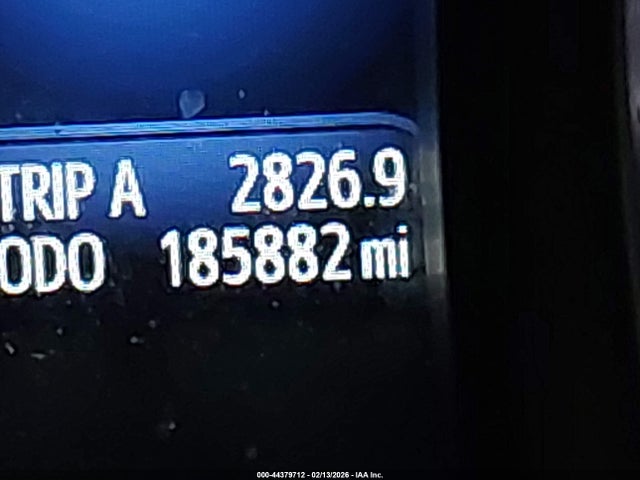 TRIP A 2826.9
ODO 185882 mi
000-44379712 - 02/13/2026 - IAA Inc.